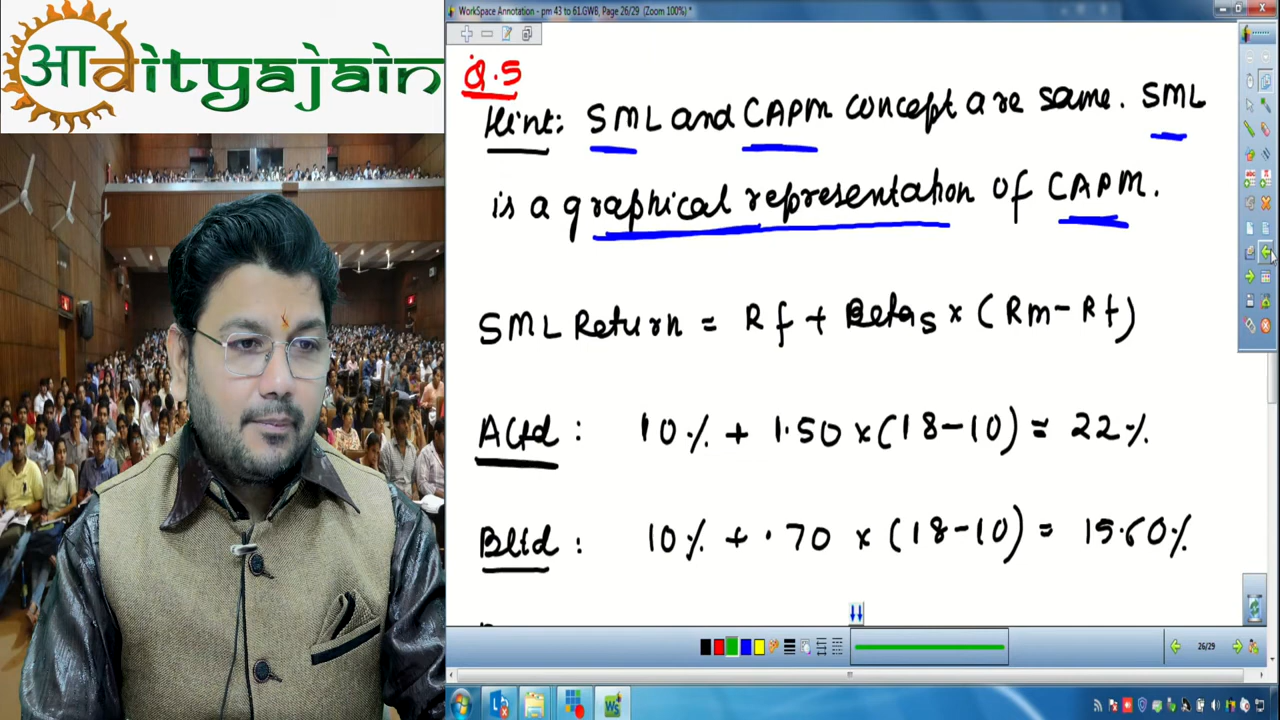 आdityajain
WorkSpace Annotation - pm 43 to 61.GWB, Page 26/29 (Zoom 100%) *
Q.5
Hint: SML and CAPM concept are same. SML
is a graphical representation of CAPM.
SML Return = Rf + Betas × (Rm - Rf)
A Ltd : 10% + 1.50 × (18-10) = 22%
B Ltd : 10% + .70 × (18-10) = 15.60%
26/29